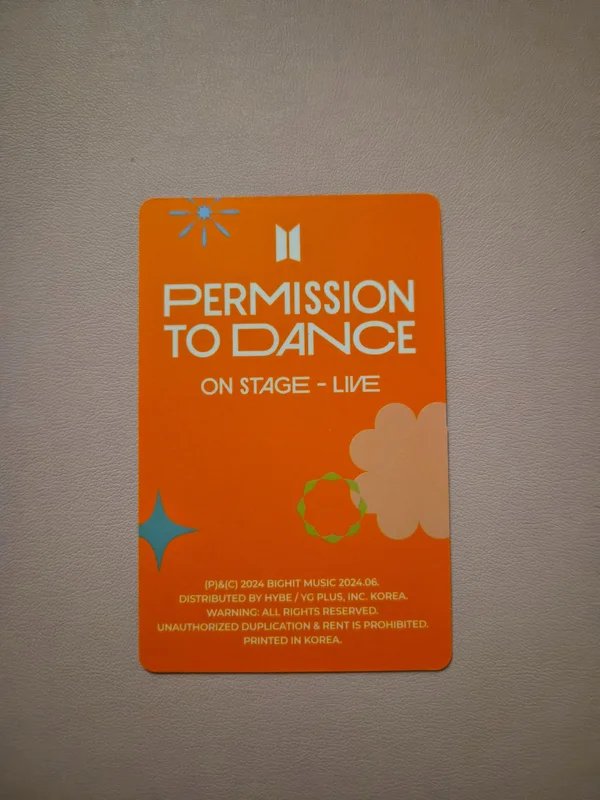 PERMISSION
TO DANCE
ON STAGE - LIVE
(P)&(C) 2024 BIGHIT MUSIC 2024.06.
DISTRIBUTED BY HYBE / YG PLUS, INC. KOREA.
WARNING: ALL RIGHTS RESERVED.
UNAUTHORIZED DUPLICATION & RENT IS PROHIBITED.
PRINTED IN KOREA.